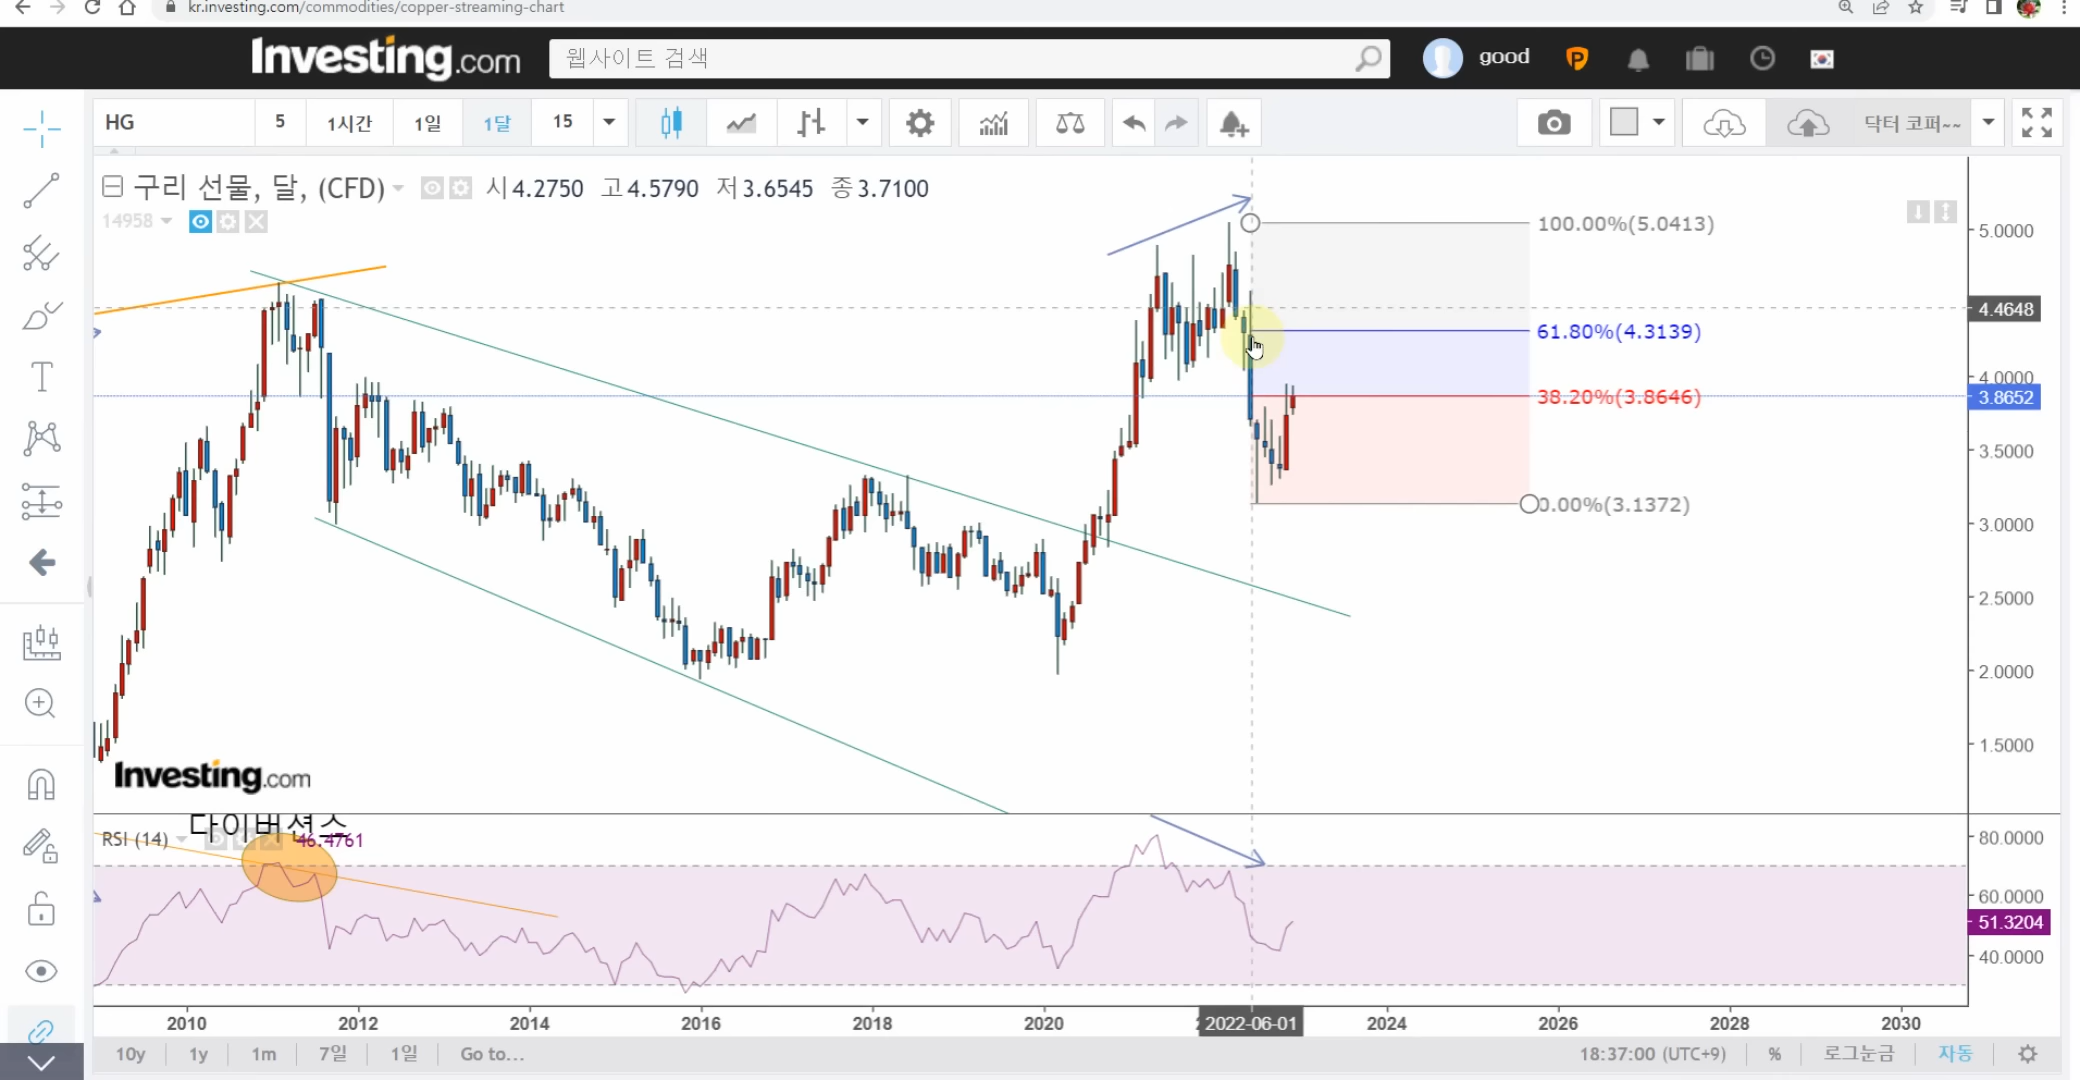 kr.investing.com/commodities/copper-streaming-chart
Investing.com
웹사이트 검색
good
HG
5
1시간
1일
1달
15
닥터 코퍼~~
구리 선물, 달, (CFD)
시4.2750 고4.5790 저3.6545 종3.7100
14958
100.00%(5.0413)
61.80%(4.3139)
38.20%(3.8646)
0.00%(3.1372)
5.0000
4.4648
4.0000
3.8652
3.5000
3.0000
2.5000
2.0000
1.5000
Investing.com
다이버션스
RSI (14)
46.4761
80.0000
60.0000
51.3204
40.0000
2010
2012
2014
2016
2018
2020
2022-06-01
2024
2026
2028
2030
10y
1y
1m
7일
1일
Go to...
18:37:00 (UTC+9)
%
로그눈금
자동